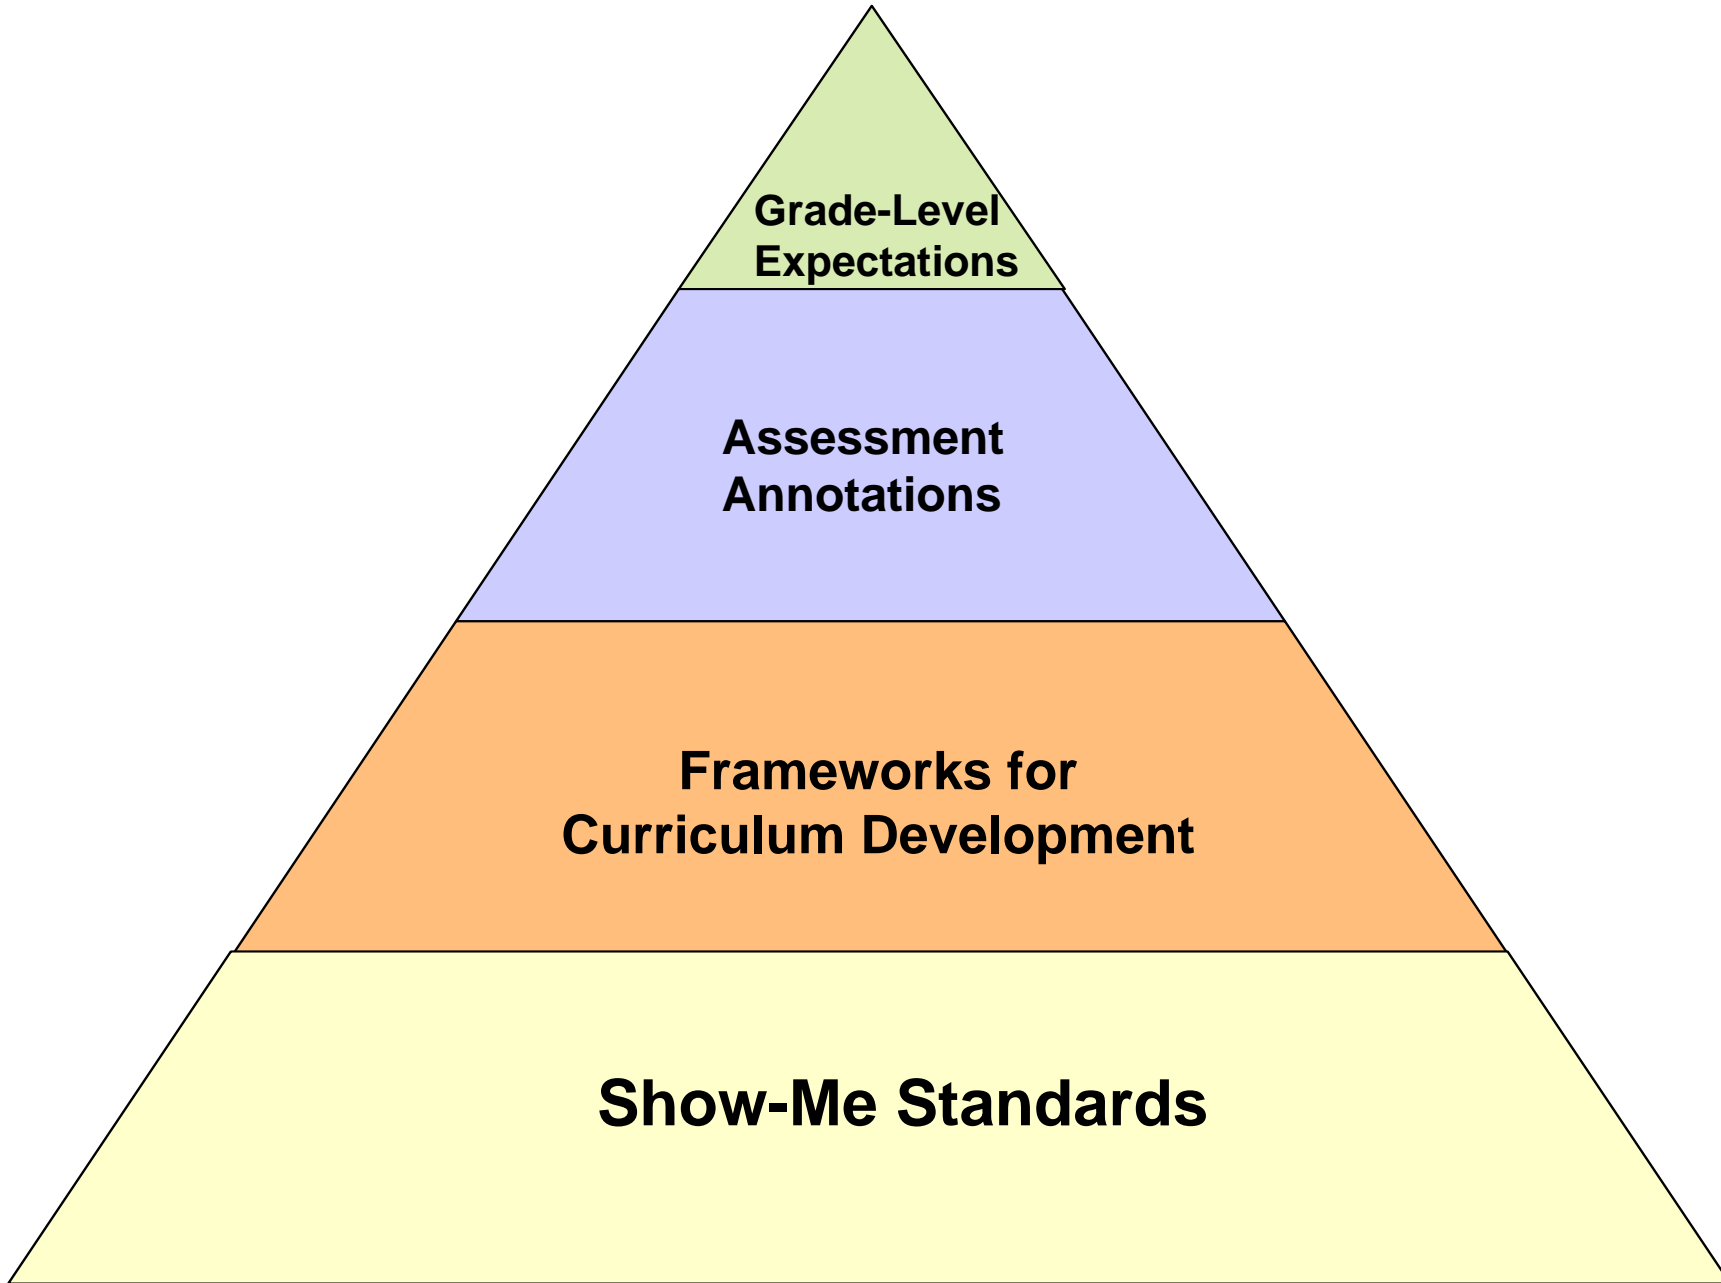 Grade-Level
Expectations
Assessment
Annotations
Frameworks for
Curriculum Development
Show-Me Standards